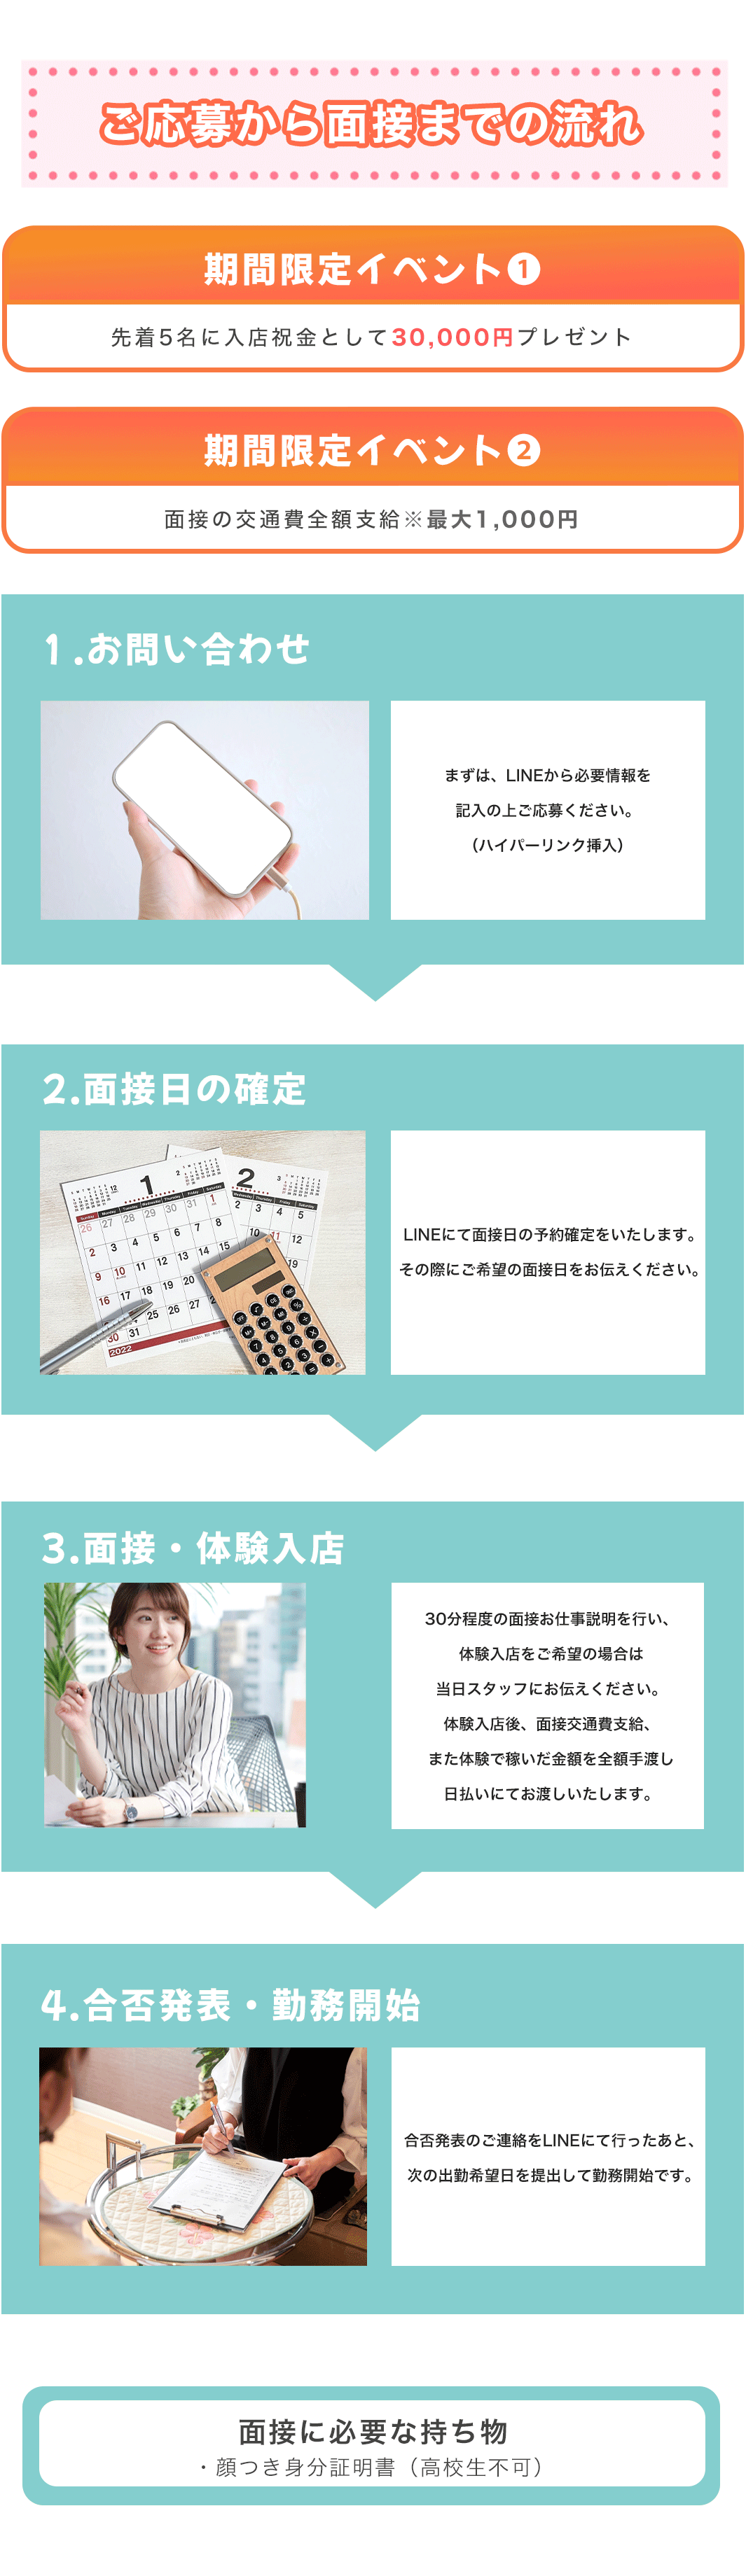 ご応募から面接までの流れ
期間限定イベント❶
先着5名に入店祝金として30,000円プレゼント
期間限定イベント❷
面接の交通費全額支給※最大1,000円
1.お問い合わせ
まずは、LINEから必要情報を
記入の上ご応募ください。
(ハイパーリンク挿入)
2.面接日の確定
LINEにて面接日の予約確定をいたします。
その際にご希望の面接日をお伝えください。
1
2
2022
3.面接・体験入店
30分程度の面接お仕事説明を行い、
体験入店をご希望の場合は
当日スタッフにお伝えください。
体験入店後、面接交通費支給、
また体験で稼いだ金額を全額手渡し
日払いにてお渡しいたします。
4.合否発表・勤務開始
合否発表のご連絡をLINEにて行ったあと、
次の出勤希望日を提出して勤務開始です。
面接に必要な持ち物
・顔つき身分証明書（高校生不可）